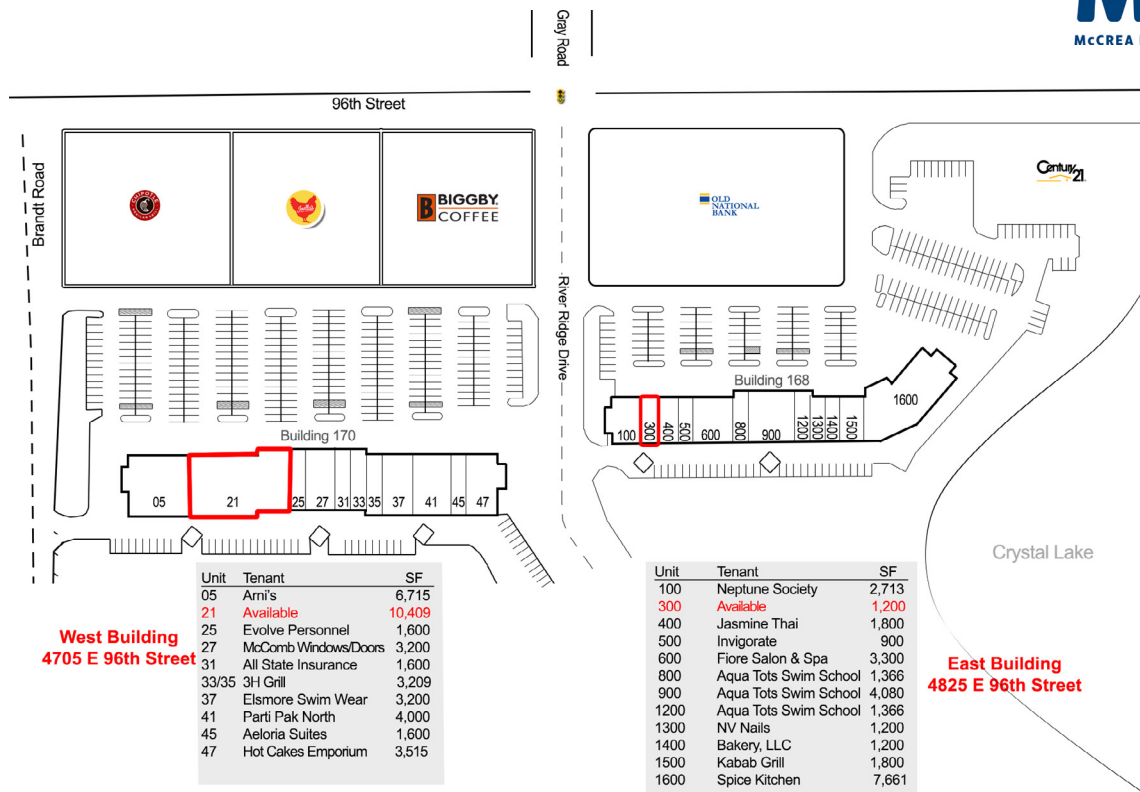 McCREA
Gray Road
96th Street
Brandt Road
CHIPOTLE
BIGGBY
COFFEE
B
OLD
NATIONAL
BANK
Century
21
River Ridge Drive
Building 168
100 300 400 500 600 800 900 1200 1300 1400 1500 1600
Building 170
05 21 25 27 31 33 35 37 41 45 47
Crystal Lake
West Building
4705 E 96th Street
Unit Tenant SF
05 Arni's 6,715
21 Available 10,409
25 Evolve Personnel 1,600
27 McComb Windows/Doors 3,200
31 All State Insurance 1,600
33/35 3H Grill 3,209
37 Elsmore Swim Wear 3,200
41 Parti Pak North 4,000
45 Aeloria Suites 1,600
47 Hot Cakes Emporium 3,515
Unit Tenant SF
100 Neptune Society 2,713
300 Available 1,200
400 Jasmine Thai 1,800
500 Invigorate 900
600 Fiore Salon & Spa 3,300
800 Aqua Tots Swim School 1,366
900 Aqua Tots Swim School 4,080
1200 Aqua Tots Swim School 1,366
1300 NV Nails 1,200
1400 Bakery, LLC 1,200
1500 Kabab Grill 1,800
1600 Spice Kitchen 7,661
East Building
4825 E 96th Street